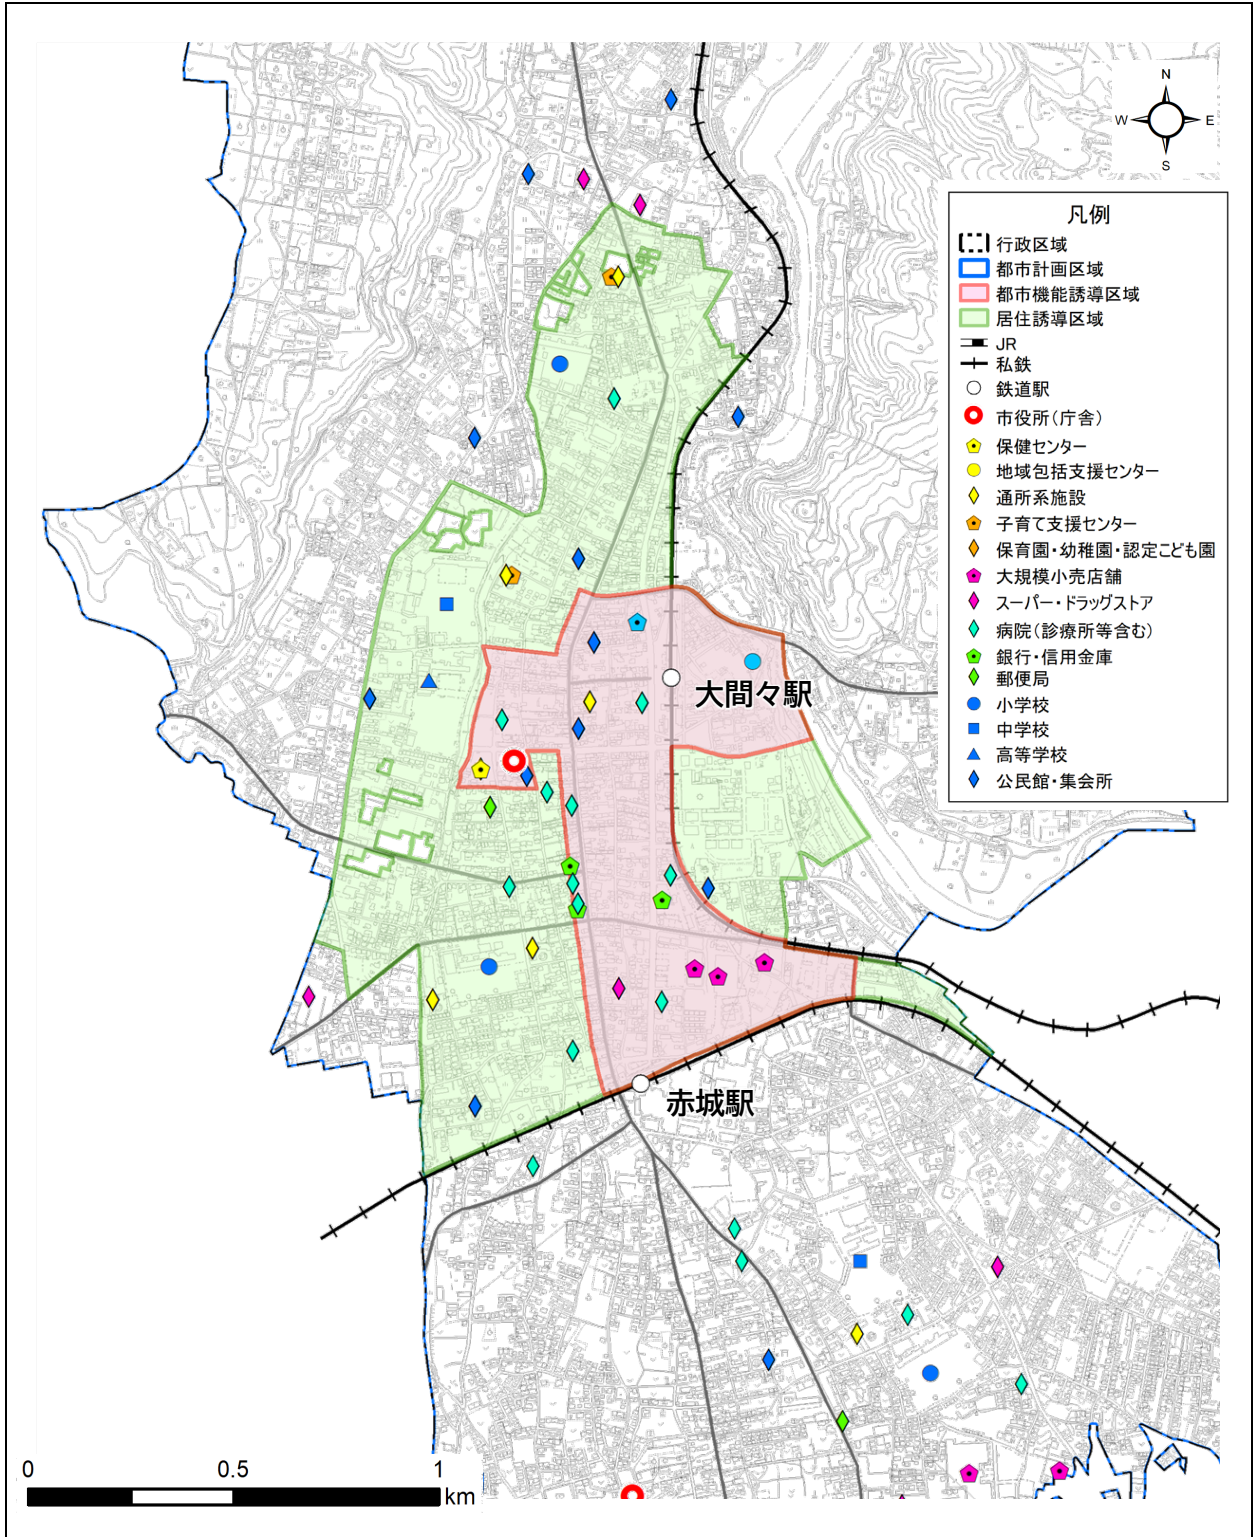 N
W E
S
凡例
行政区域
都市計画区域
都市機能誘導区域
居住誘導区域
JR
私鉄
鉄道駅
市役所(庁舎)
保健センター
地域包括支援センター
通所系施設
子育て支援センター
保育園・幼稚園・認定こども園
大規模小売店舗
スーパー・ドラッグストア
病院(診療所等含む)
銀行・信用金庫
郵便局
小学校
中学校
高等学校
公民館・集会所
大間々駅
赤城駅
0 0.5 1
km